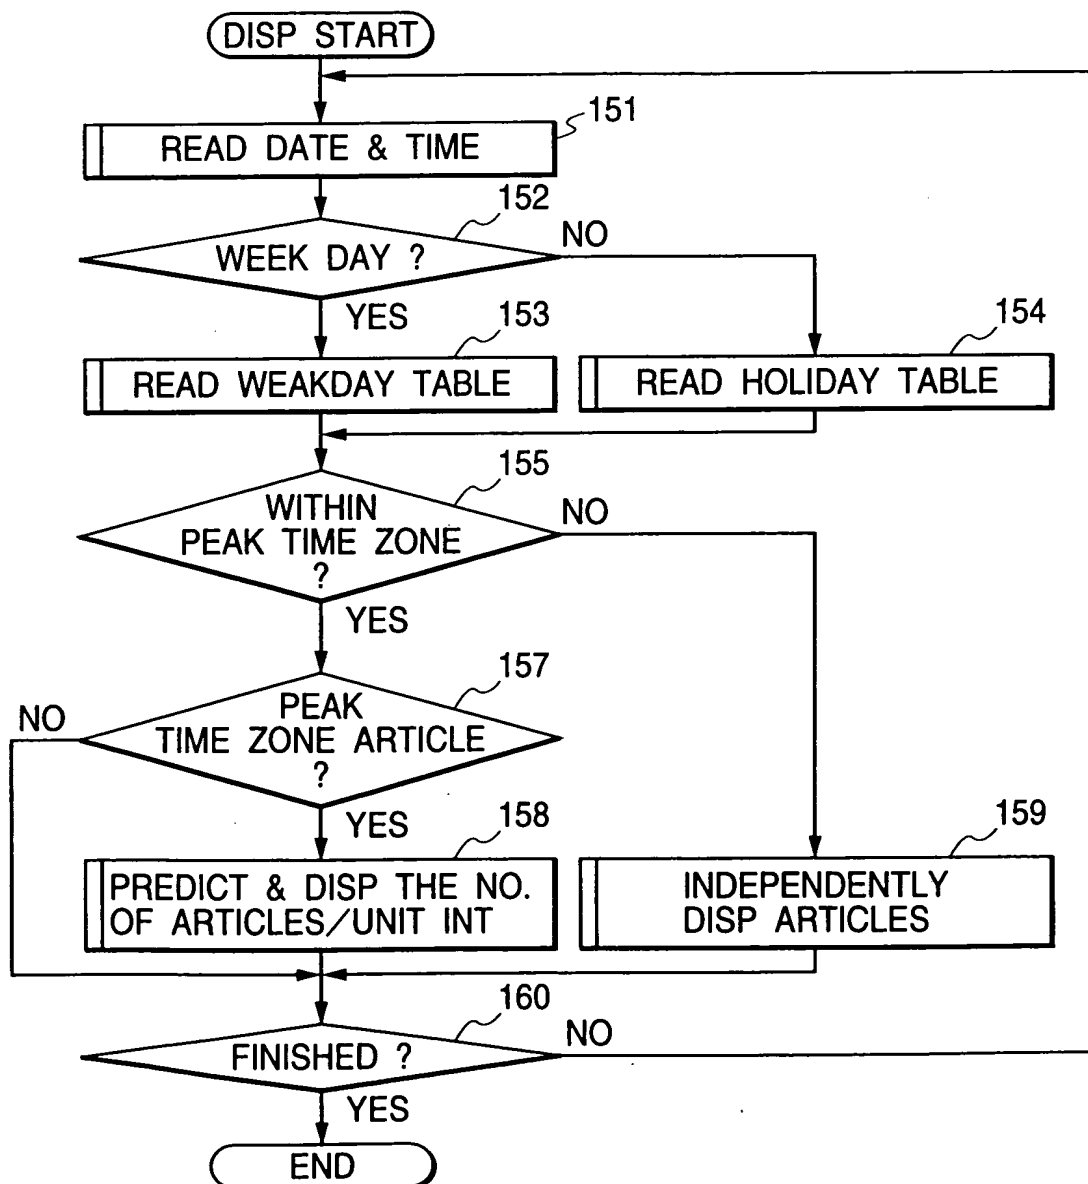 DISP START
151
READ DATE & TIME
152
WEEK DAY ?
NO
YES
153
154
READ WEAKDAY TABLE
READ HOLIDAY TABLE
155
WITHIN
PEAK TIME ZONE
?
NO
YES
157
PEAK
TIME ZONE ARTICLE
?
NO
YES
158
159
PREDICT & DISP THE NO.
OF ARTICLES/UNIT INT
INDEPENDENTLY
DISP ARTICLES
160
FINISHED ?
NO
YES
END